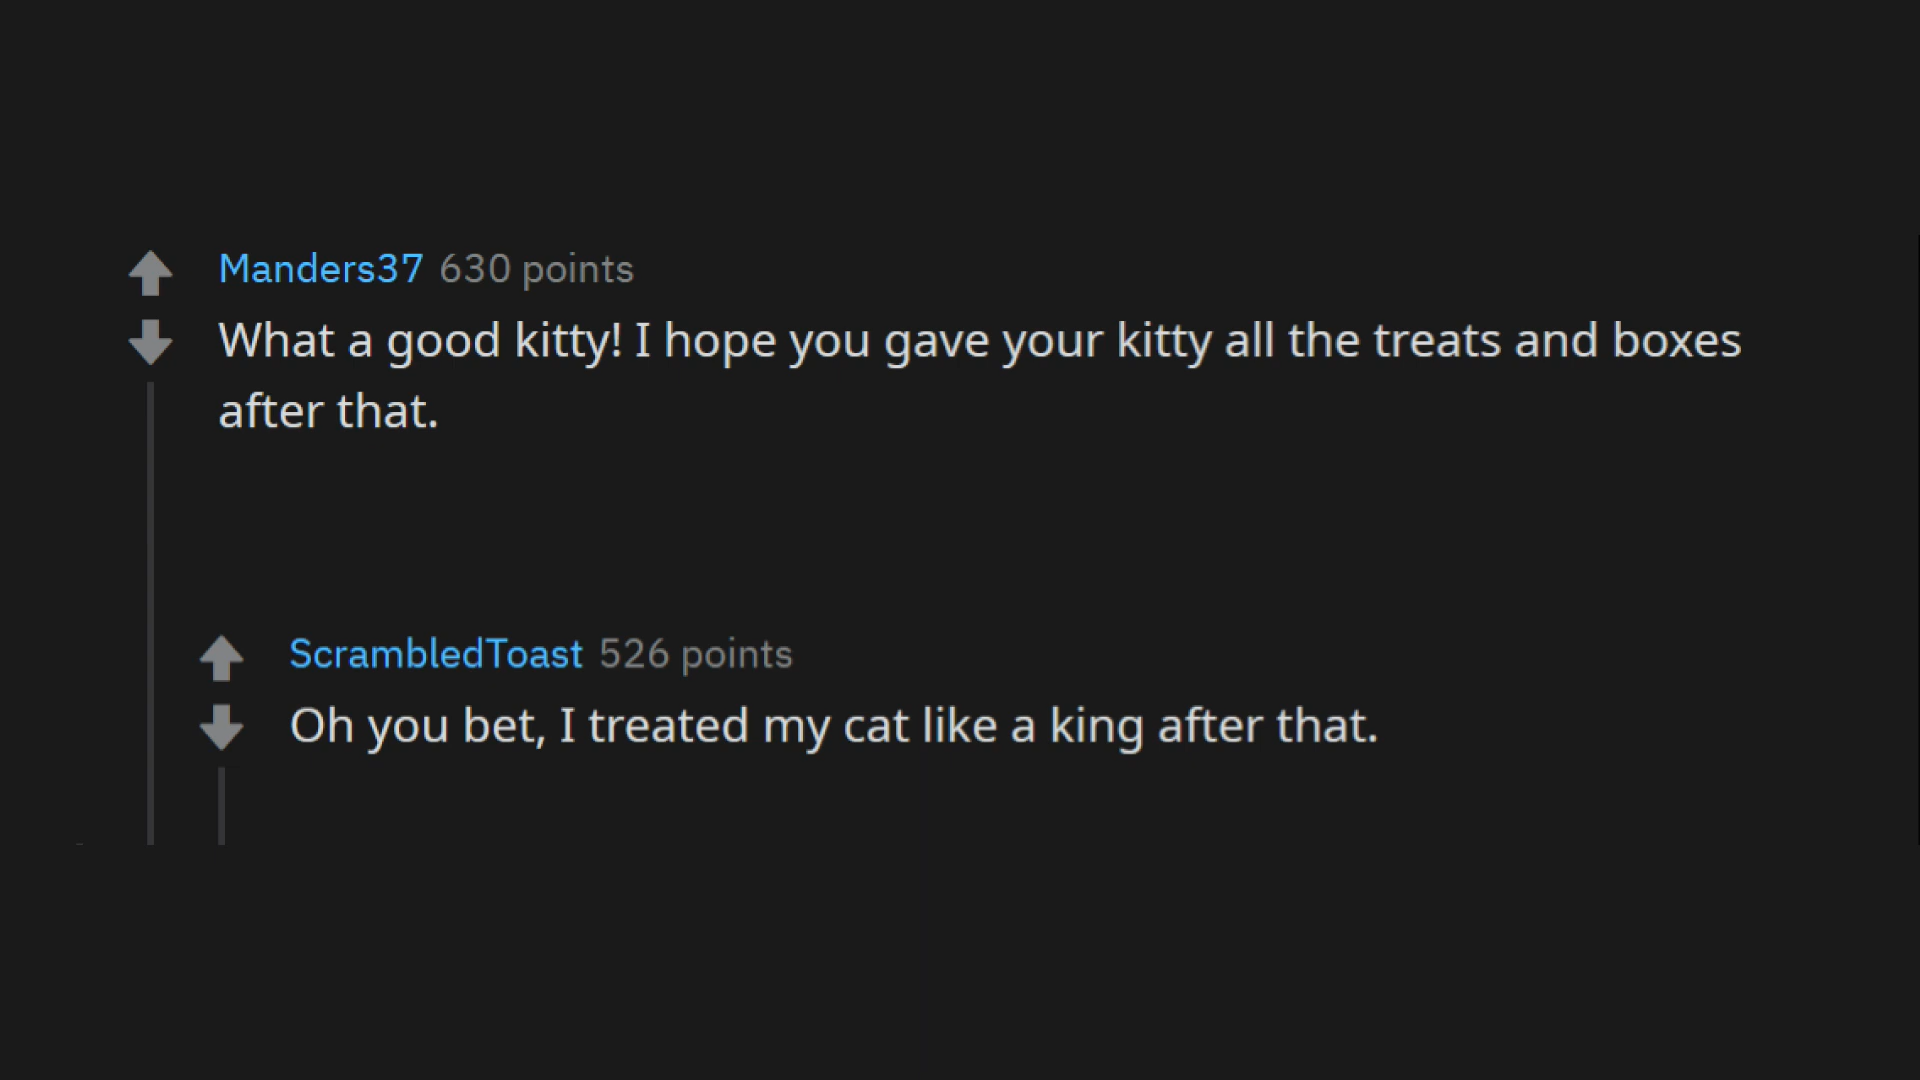 Manders37 630 points
What a good kitty! I hope you gave your kitty all the treats and boxes
after that.
ScrambledToast 526 points
Oh you bet, I treated my cat like a king after that.